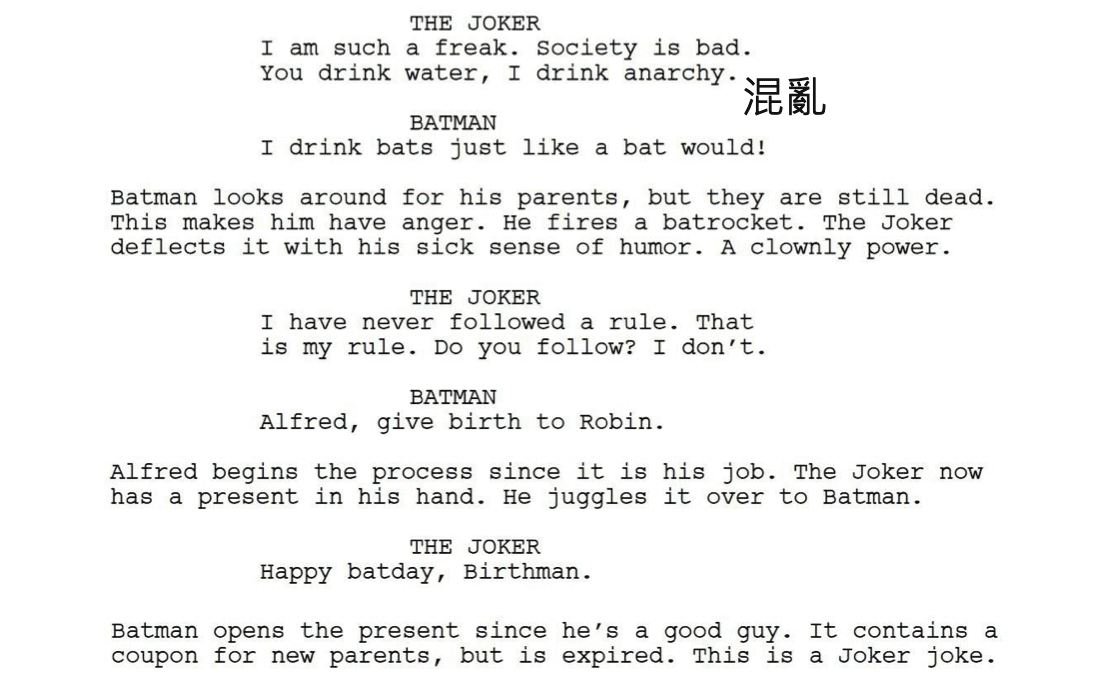 THE JOKER
I am such a freak. Society is bad.
You drink water, I drink anarchy.
混亂
BATMAN
I drink bats just like a bat would!
Batman looks around for his parents, but they are still dead.
This makes him have anger. He fires a batrocket. The Joker
deflects it with his sick sense of humor. A clownly power.
THE JOKER
I have never followed a rule. That
is my rule. Do you follow? I don't.
BATMAN
Alfred, give birth to Robin.
Alfred begins the process since it is his job. The Joker now
has a present in his hand. He juggles it over to Batman.
THE JOKER
Happy batday, Birthman.
Batman opens the present since he's a good guy. It contains a
coupon for new parents, but is expired. This is a Joker joke.